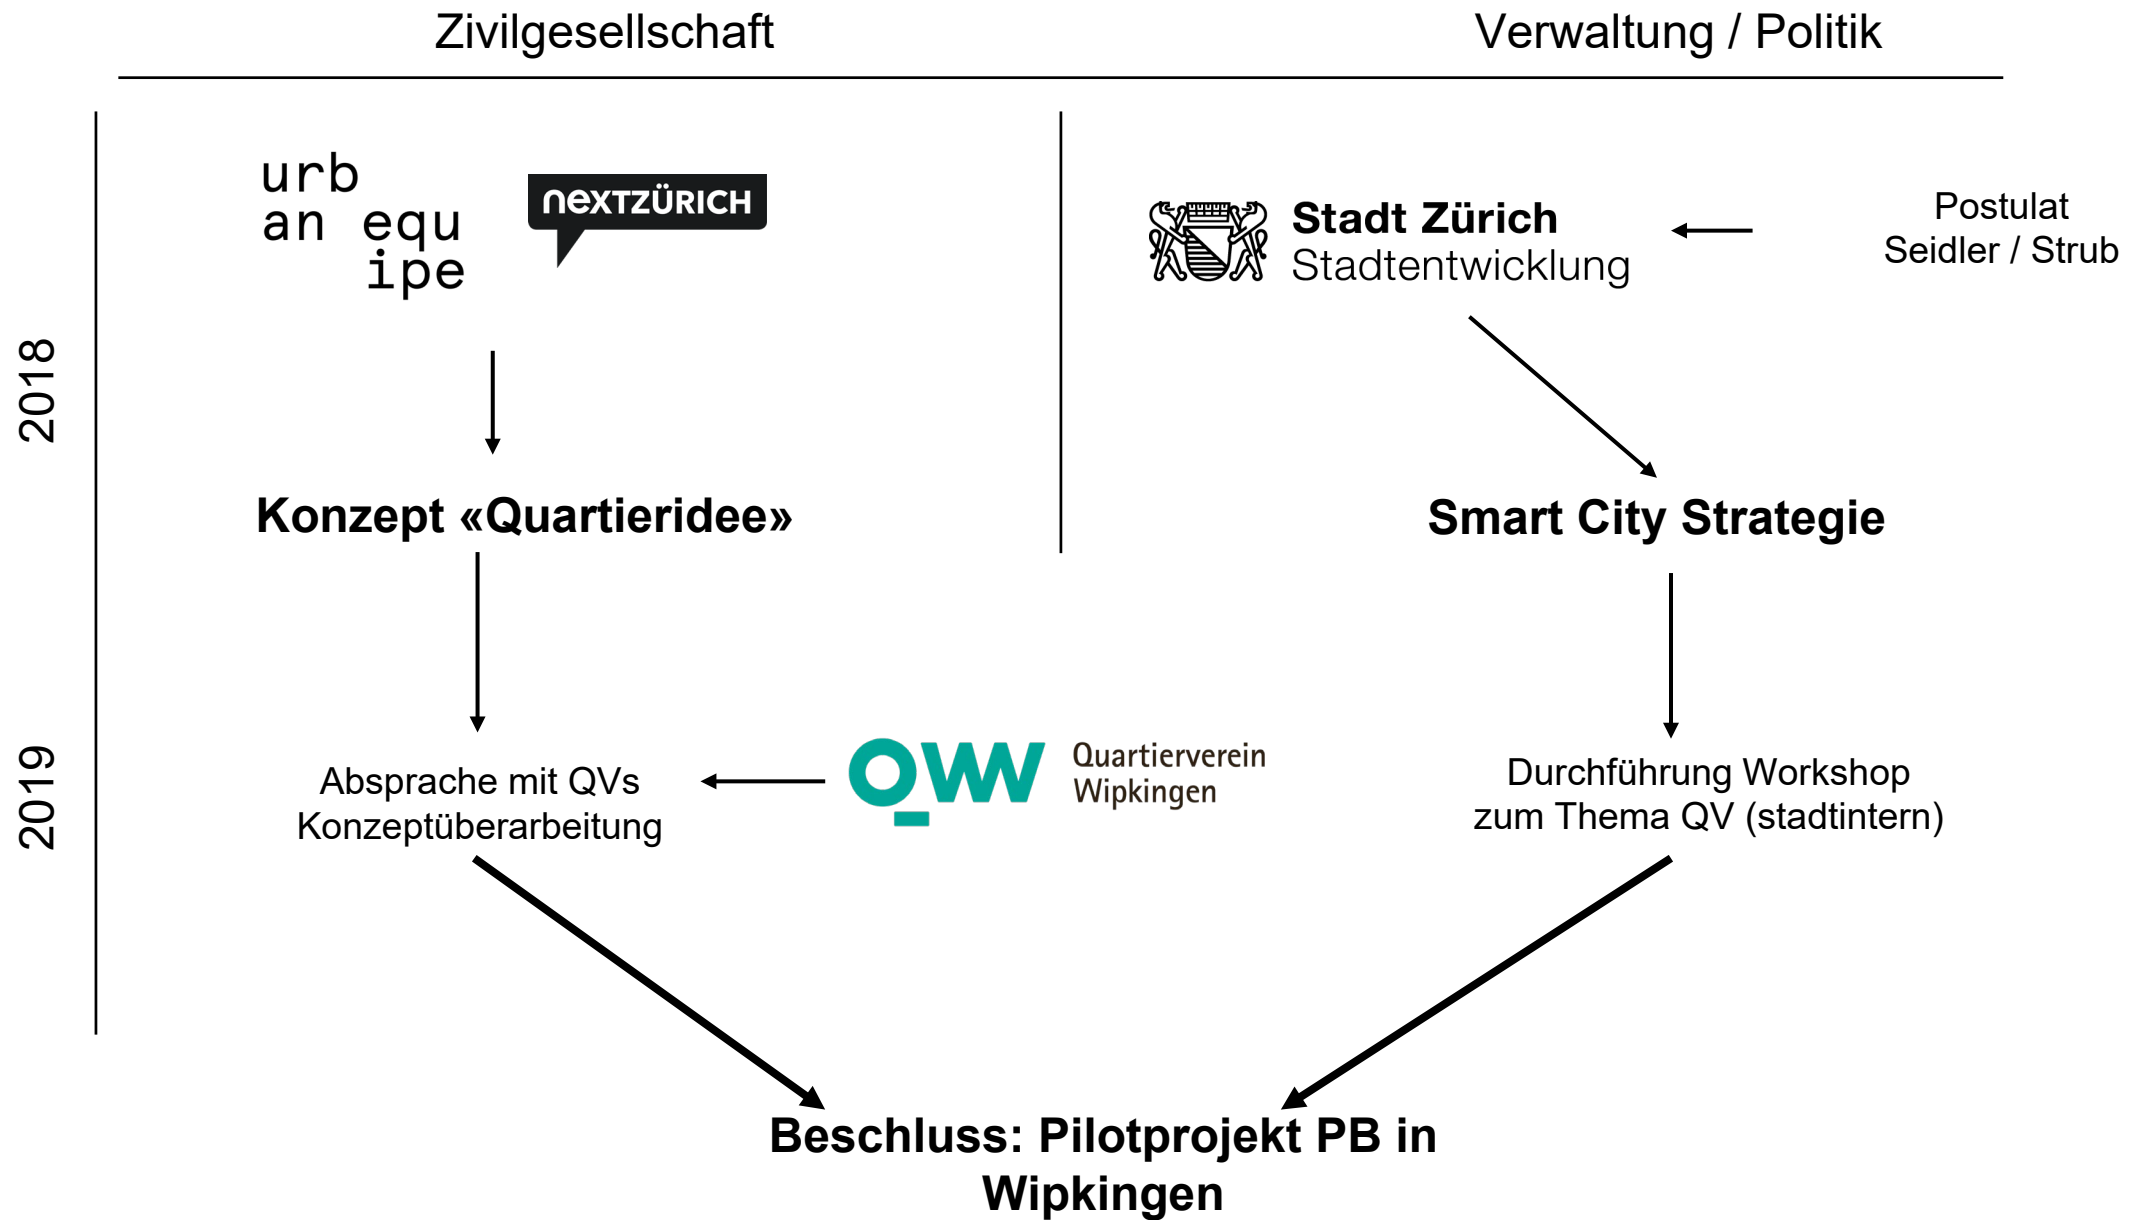 Zivilgesellschaft
Verwaltung / Politik
2018
urb
an equ
ipe
nextzürich
Stadt Zürich
Stadtentwicklung
Postulat
Seidler / Strub
Konzept «Quartieridee»
Smart City Strategie
2019
Absprache mit QVs
Konzeptüberarbeitung
QW
Quartierverein
Wipkingen
Durchführung Workshop
zum Thema QV (stadtintern)
Beschluss: Pilotprojekt PB in
Wipkingen